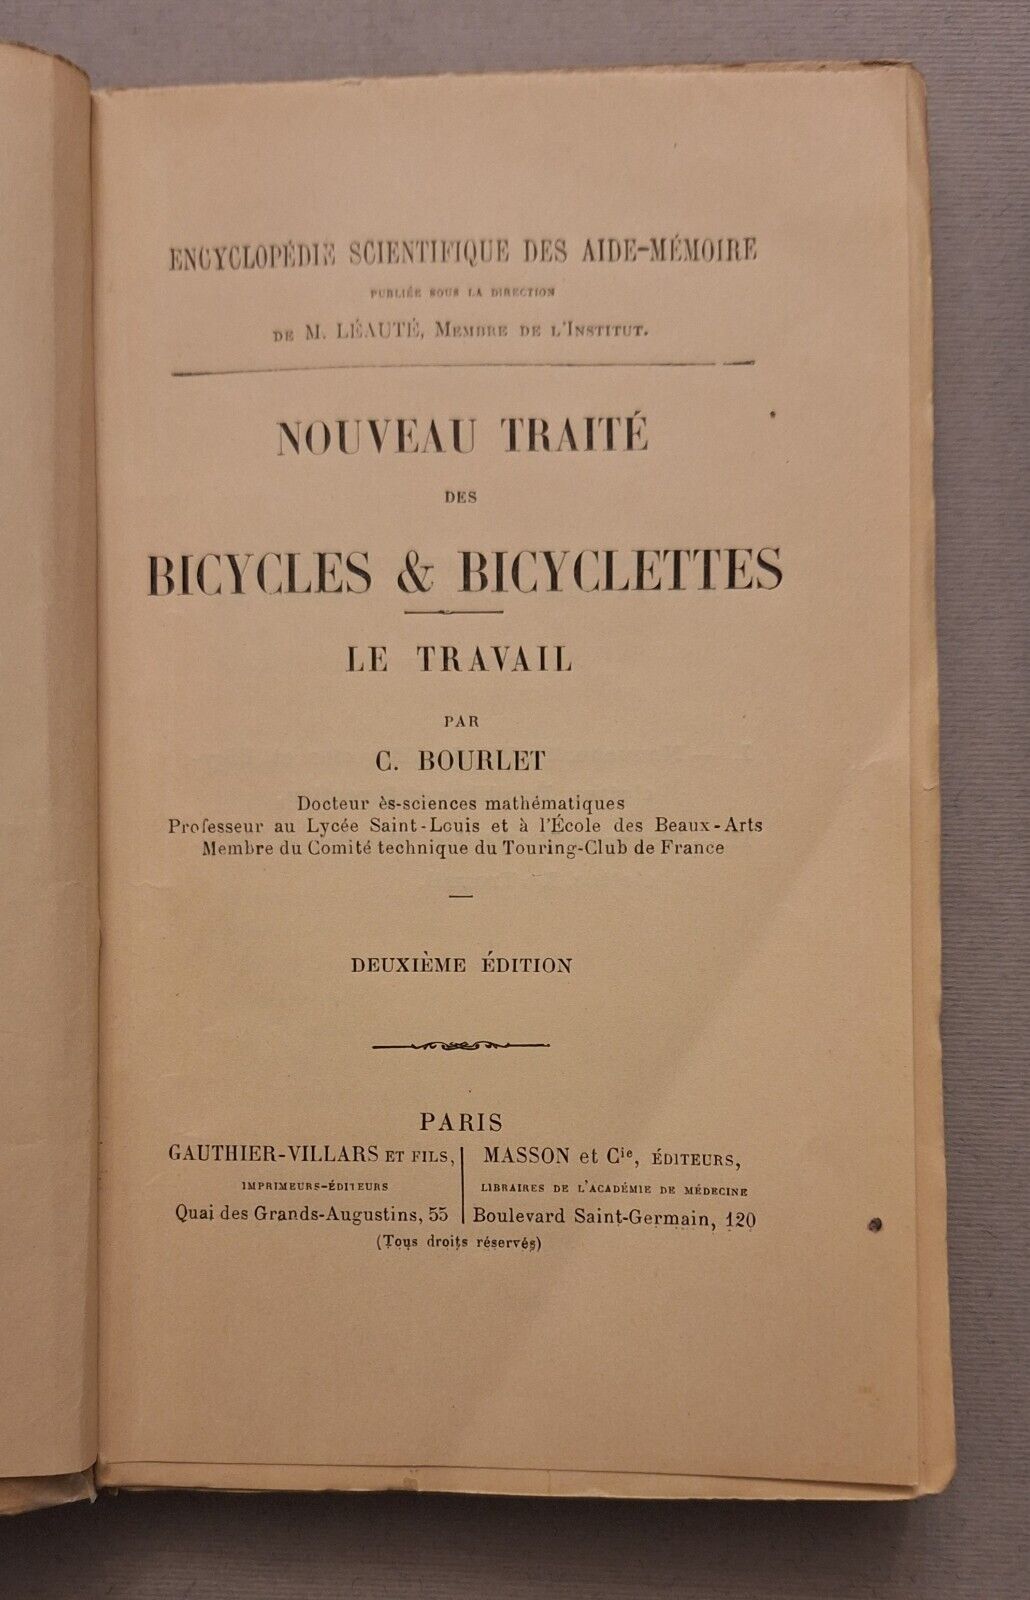 ENCYCLOPÉDIE SCIENTIFIQUE DES AIDE-MÉMOIRE
PUBLIÉE SOUS LA DIRECTION
DE M. LÉAUTÉ, MEMBRE DE L'INSTITUT.
NOUVEAU TRAITÉ
DES
BICYCLES & BICYCLETTES
LE TRAVAIL
PAR
C. BOURLET
Docteur ès-sciences mathématiques
Professeur au Lycée Saint-Louis et à l'École des Beaux-Arts
Membre du Comité technique du Touring-Club de France
DEUXIÈME ÉDITION
PARIS
GAUTHIER-VILLARS ET FILS,
IMPRIMEURS-ÉDITEURS
Quai des Grands-Augustins, 55
MASSON et Cie, ÉDITEURS,
LIBRAIRES DE L'ACADÉMIE DE MÉDECINE
Boulevard Saint-Germain, 120
(Tous droits réservés)